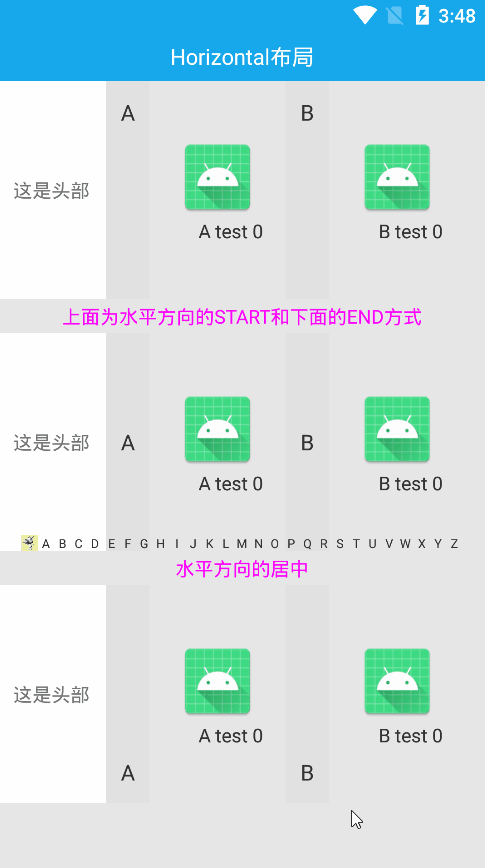 3:48
Horizontal布局
A B
这是头部
A test 0 B test 0
上面为水平方向的START和下面的END方式
这是头部 A B
A test 0 B test 0
A B C D E F G H I J K L M N O P Q R S T U V W X Y Z
水平方向的居中
这是头部
A test 0 B test 0
A B